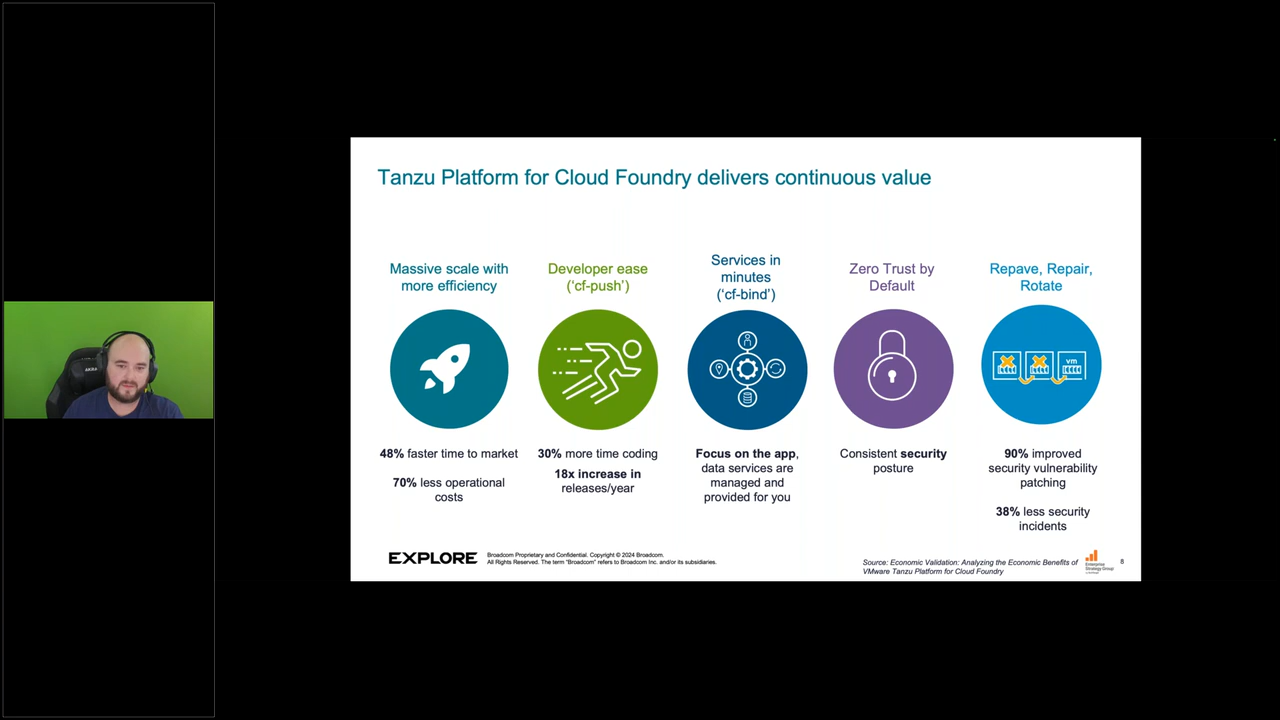 Tanzu Platform for Cloud Foundry delivers continuous value
Massive scale with
more efficiency
48% faster time to market
70% less operational
costs
Developer ease
(‘cf-push’)
30% more time coding
18x increase in
releases/year
Services in
minutes
(‘cf-bind’)
Focus on the app,
data services are
managed and
provided for you
Zero Trust by
Default
Consistent security
posture
Repave, Repair,
Rotate
vm
90% improved
security vulnerability
patching
38% less security
incidents
EXPLORE
Broadcom Proprietary and Confidential. Copyright © 2024 Broadcom.
All Rights Reserved. The term “Broadcom” refers to Broadcom Inc. and/or its subsidiaries.
Source: Economic Validation: Analyzing the Economic Benefits of
VMware Tanzu Platform for Cloud Foundry
Enterprise
Strategy Group
8